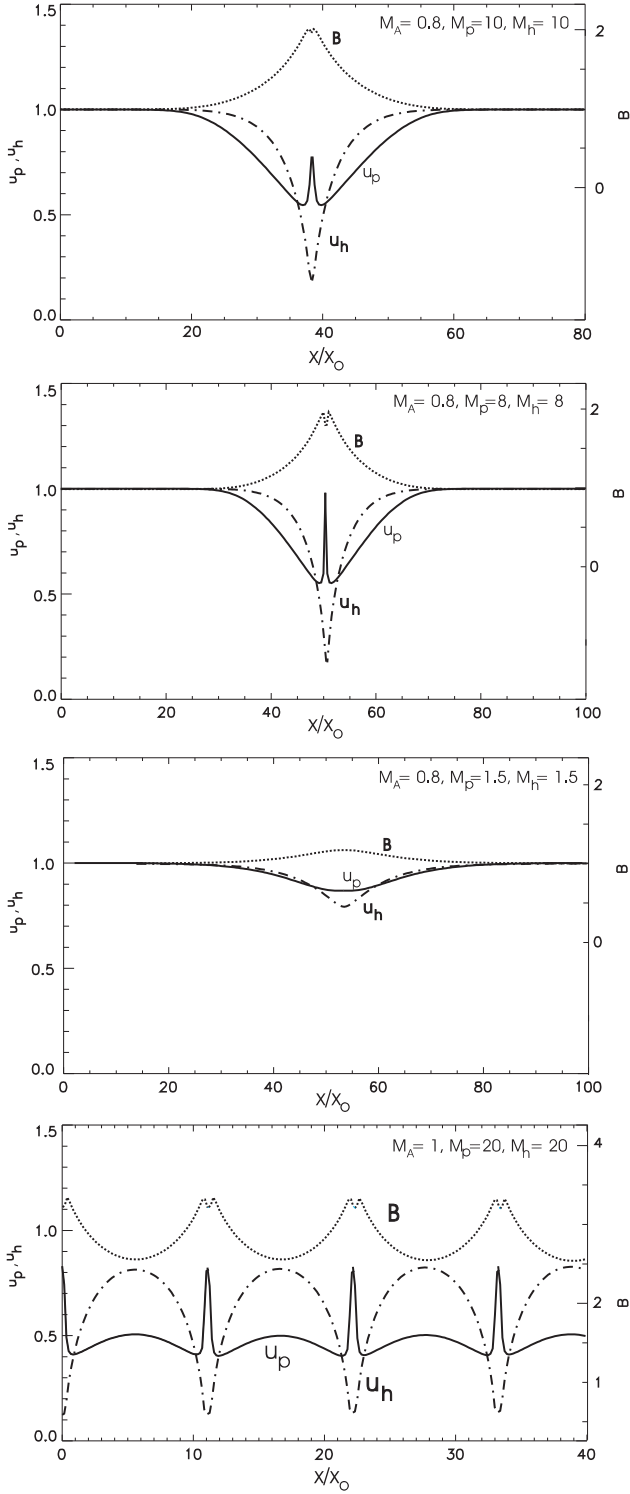 M_A= 0.8, M_p=10, M_h= 10
1.5
1.0
0.5
0.0
u_p, u_h
B
u_p
u_h
2
0
B
0 20 40 60 80
X/X_O
M_A= 0.8, M_p=8, M_h= 8
1.5
1.0
0.5
0.0
u_p, u_h
B
u_p
u_h
2
0
B
0 20 40 60 80 100
X/X_O
M_A= 0.8, M_p=1.5, M_h= 1.5
1.5
1.0
0.5
0.0
u_p, u_h
B
u_p
u_h
2
0
B
0 20 40 60 80 100
X/X_O
M_A= 1, M_p=20, M_h= 20
1.5
1.0
0.5
0.0
u_p, u_h
B
u_p
u_h
4
2
1
B
0 10 20 30 40
X/X_O